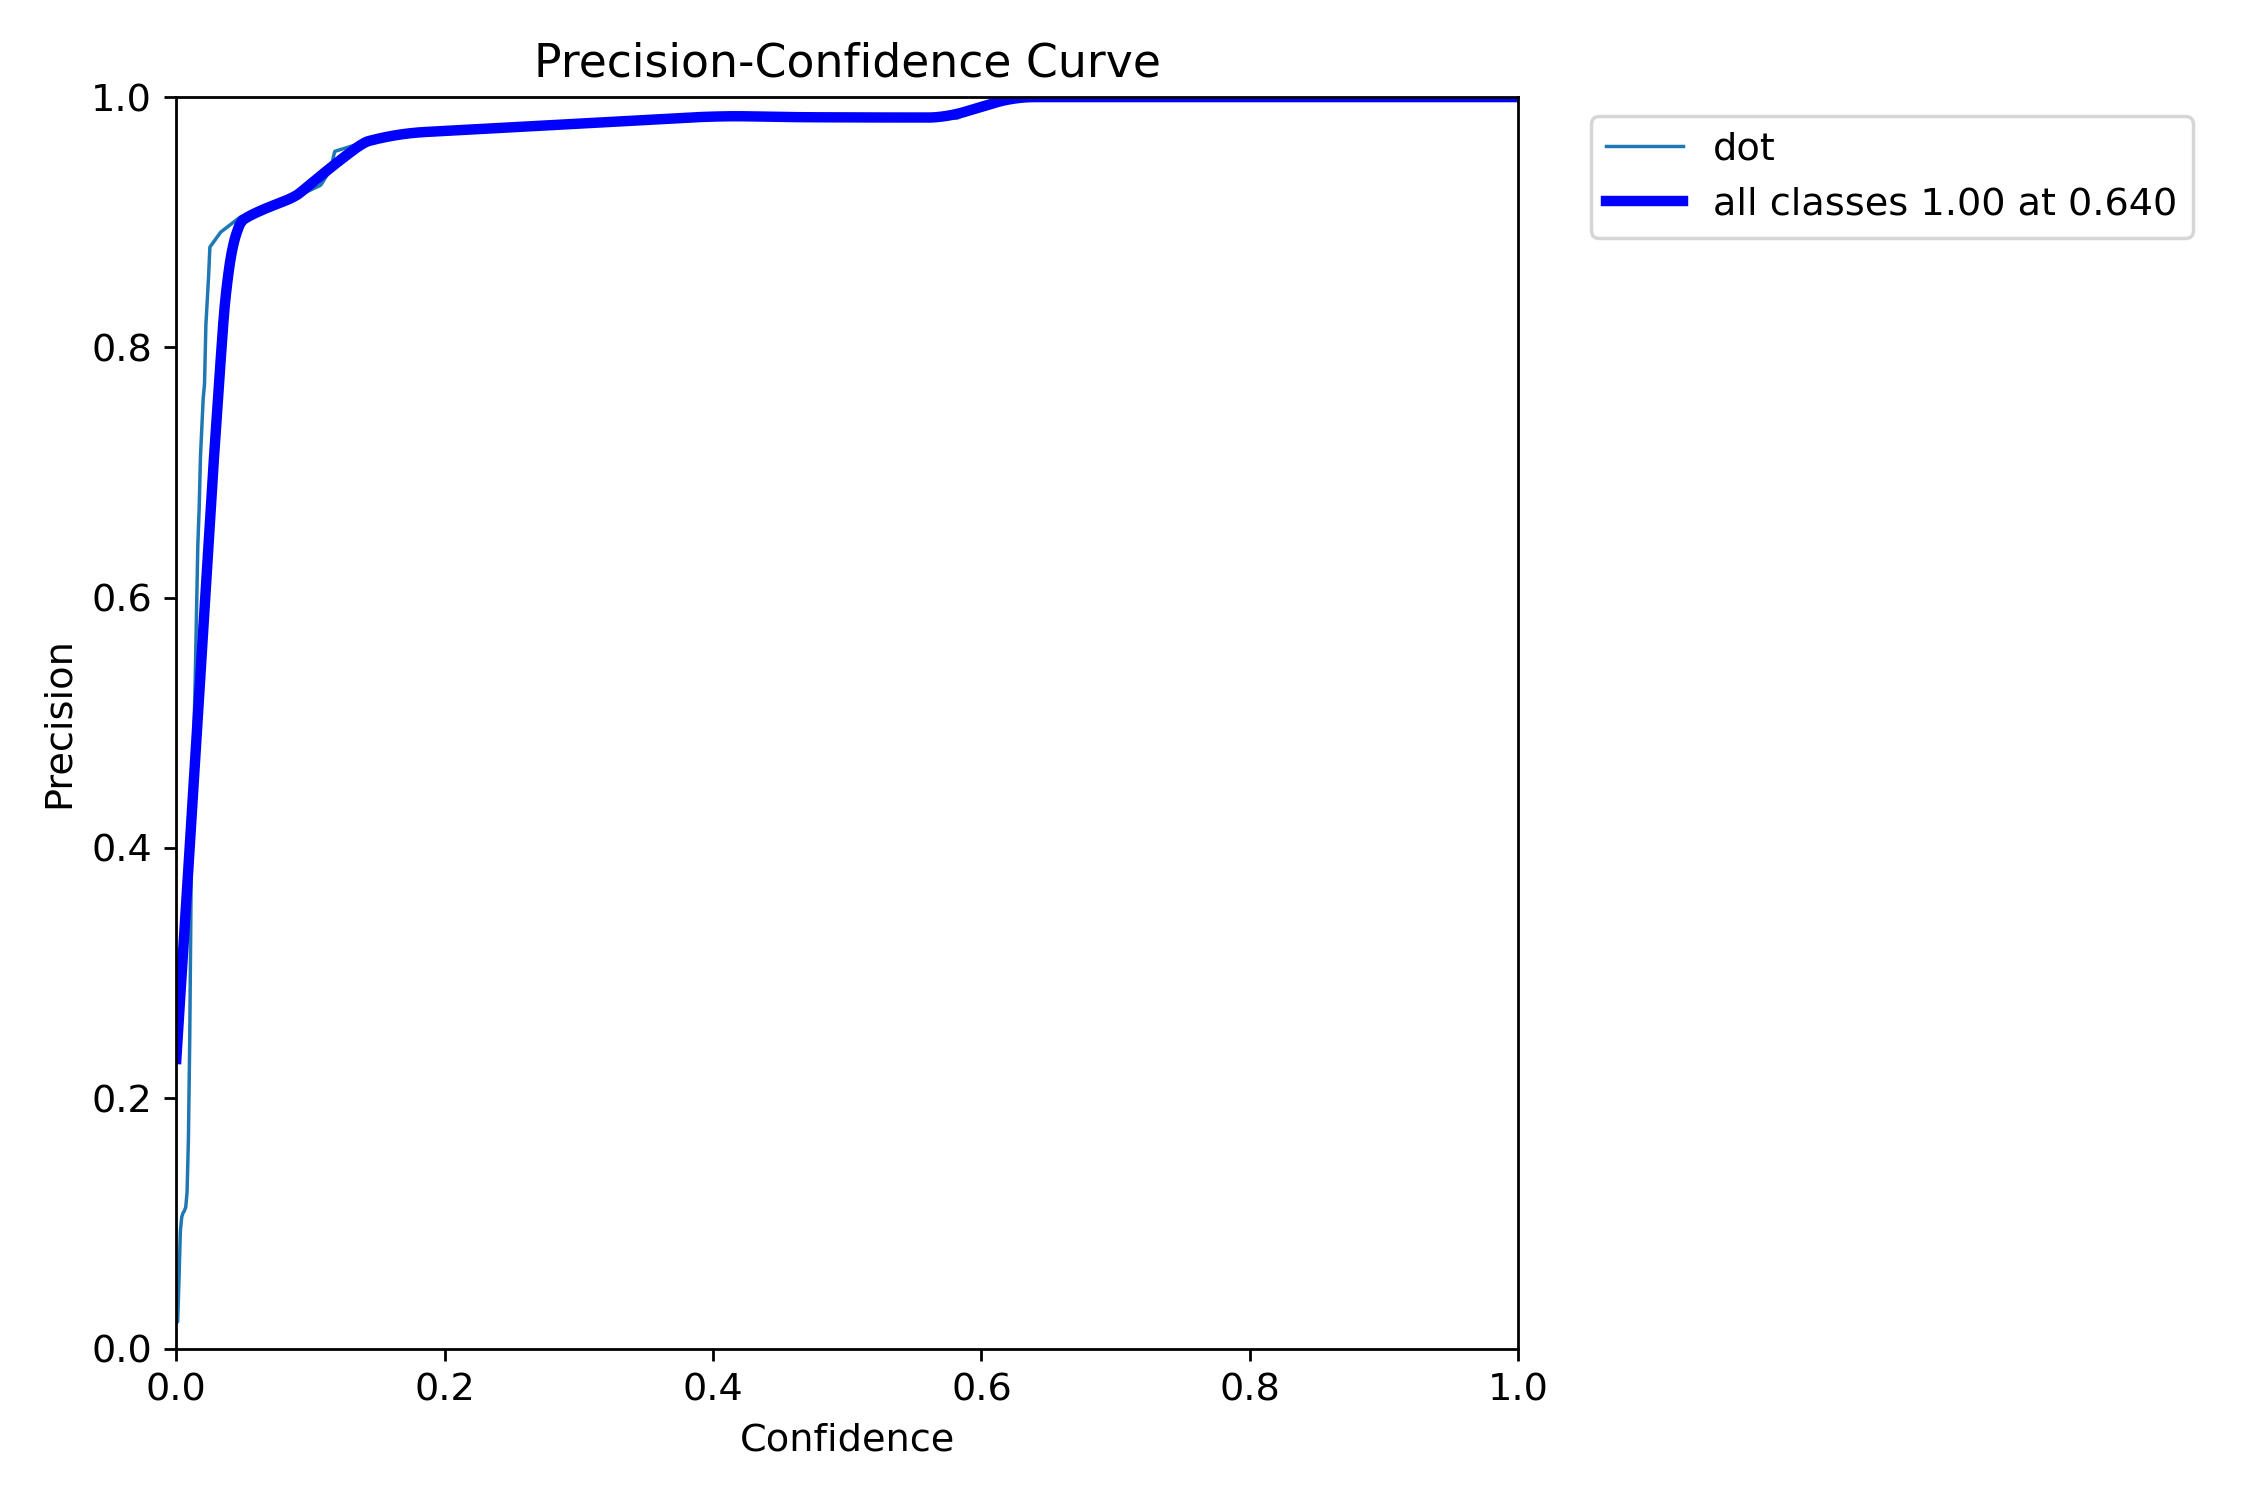 Precision-Confidence Curve
1.0
0.8
0.6
0.4
0.2
0.0
Precision
0.0 0.2 0.4 0.6 0.8 1.0
Confidence
dot
all classes 1.00 at 0.640